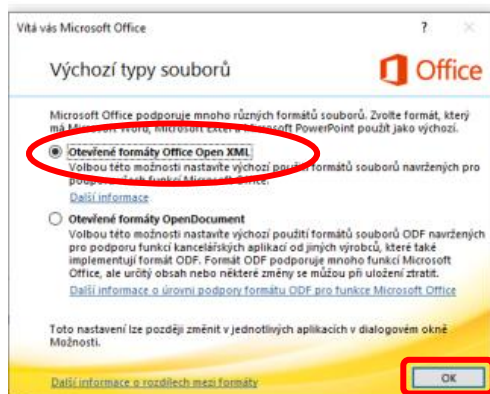 Vítá vás Microsoft Office ?
Výchozí typy souborů
Office
Microsoft Office podporuje mnoho různých formátů souborů. Zvolte formát, který
má Microsoft Word, Microsoft Excel a Microsoft PowerPoint použít jako výchozí.
Otevřené formáty Office Open XML
Volbou této možnosti nastavíte výchozí použití formátů souborů navržených pro
podporu všech funkcí Microsoft Office.
Další informace
Otevřené formáty OpenDocument
Volbou této možnosti nastavíte výchozí použití formátů souborů ODF navržených
pro podporu funkcí kancelářských aplikací od jiných výrobců, které také
implementují formát ODF. Formát ODF podporuje mnoho funkcí Microsoft
Office, ale určitý obsah nebo některé změny se můžou při uložení ztratit.
Další informace o úrovni podpory formátu ODF pro funkce Microsoft Office
Toto nastavení lze později změnit v jednotlivých aplikacích v dialogovém okně
Možnosti.
Další informace o rozdílech mezi formáty
OK